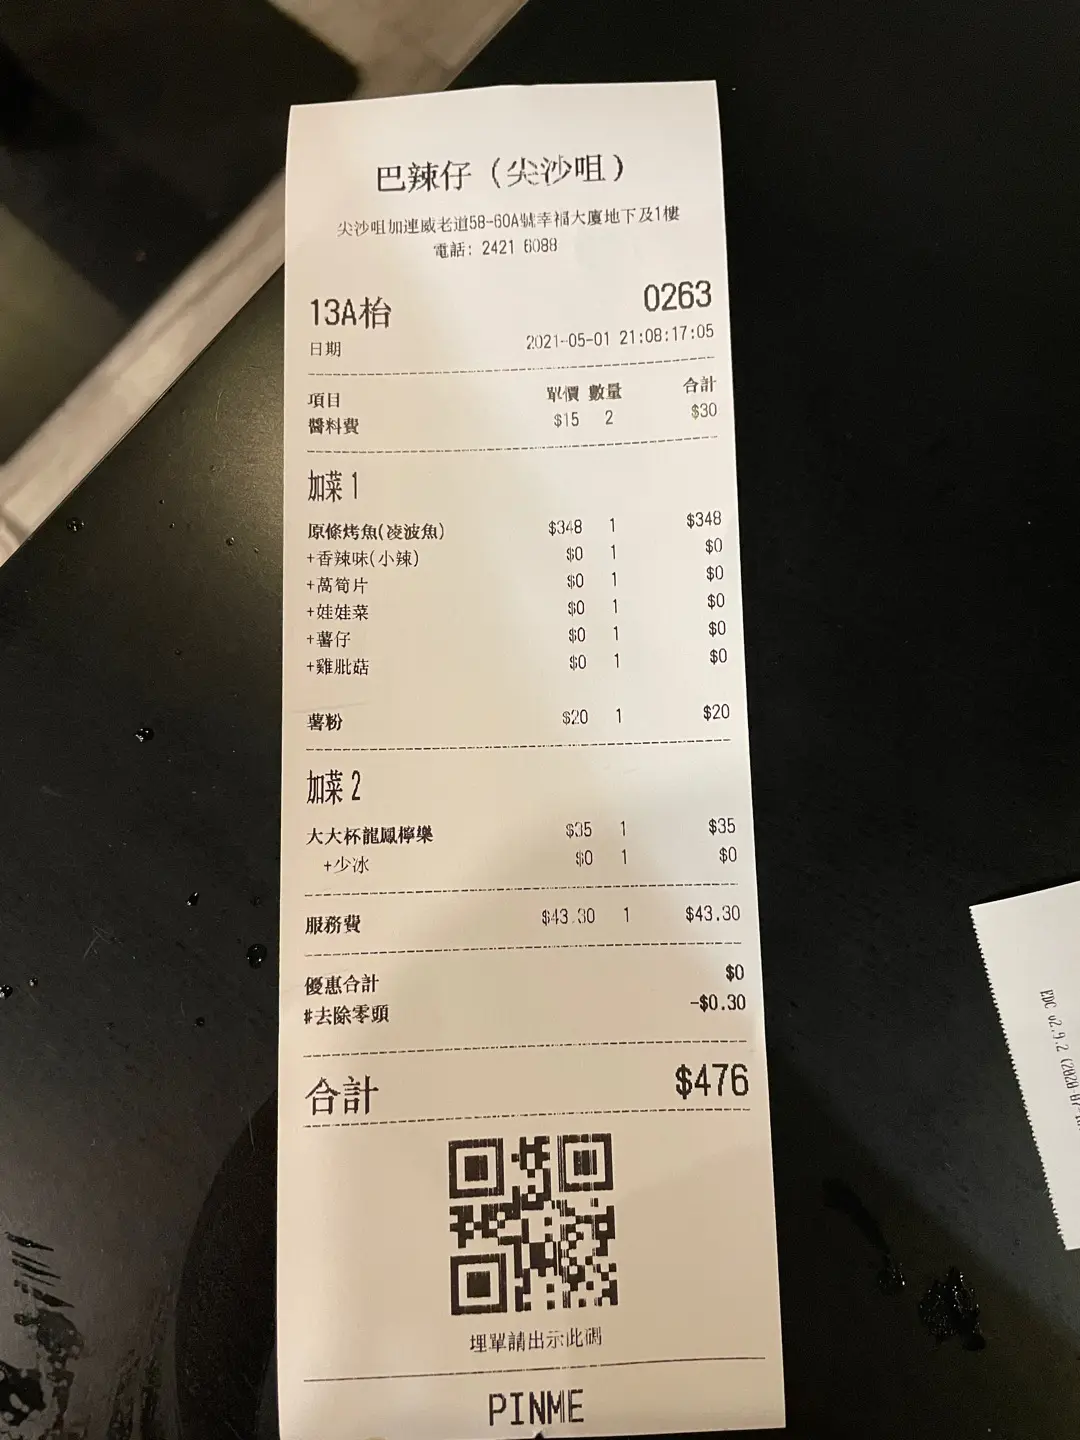 巴辣仔（尖沙咀）
尖沙咀加連威老道58-60A號幸福大廈地下及1樓
電話: 2421 6088
13A枱 0263
日期 2021-05-01 21:08:17:05
項目 單價 數量 合計
醬料費 $15 2 $30
加菜 1
原條烤魚(凌波魚) $348 1 $348
+香辣味(小辣) $0 1 $0
+萵筍片 $0 1 $0
+娃娃菜 $0 1 $0
+薯仔 $0 1 $0
+雞肶菇 $0 1 $0
薯粉 $20 1 $20
加菜 2
大大杯龍鳳檸樂 $35 1 $35
+少冰 $0 1 $0
服務費 $43.30 1 $43.30
優惠合計 $0
#去除零頭 -$0.30
合計 $476
埋單請出示此碼
PINME
EDC v2.9.2 (2020-07-